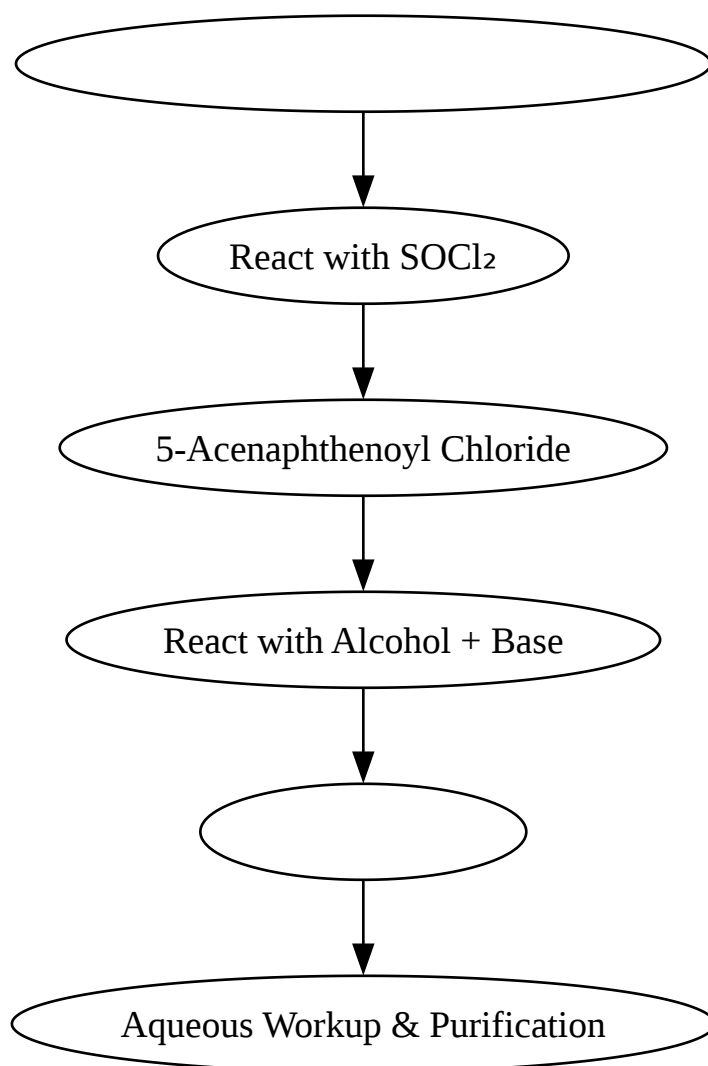 React with SOCl₂
5-Acenaphthenoyl Chloride
React with Alcohol + Base
Aqueous Workup & Purification